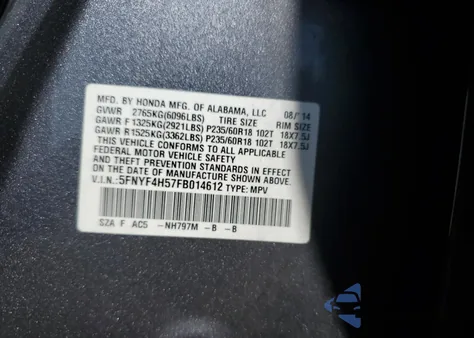 MFD. BY HONDA MFG. OF ALABAMA, LLC 08/'14
GVWR 2765KG(6096LBS) TIRE SIZE RIM SIZE
GAWR F 1325KG(2921LBS) P235/60R18 102T 18X7.5J
GAWR R 1525KG(3362LBS) P235/60R18 102T 18X7.5J
THIS VEHICLE CONFORMS TO ALL APPLICABLE
FEDERAL MOTOR VEHICLE SAFETY
AND THEFT PREVENTION STANDARDS IN EFFECT
ON THE DATE OF MANUFACTURE SHOWN ABOVE.
V.I.N.:5FNYF4H57FB014612 TYPE: MPV
SZA F AC5 -NH797M -B -B